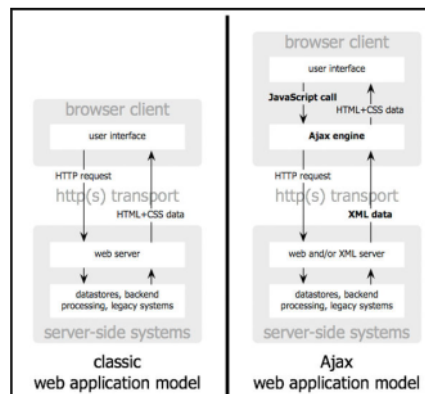 browser client
user interface
HTTP request
http(s) transport
HTML+CSS data
web server
datastores, backend
processing, legacy systems
server-side systems
classic
web application model
browser client
user interface
JavaScript call
HTML+CSS data
Ajax engine
HTTP request
http(s) transport
XML data
web and/or XML server
datastores, backend
processing, legacy systems
server-side systems
Ajax
web application model